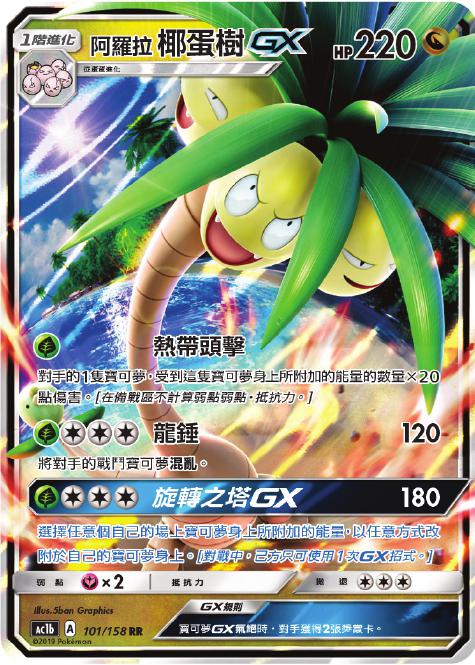 1階進化
阿羅拉 椰蛋樹GX HP220
從蛋蛋進化
熱帶頭擊
對手的1隻寶可夢,受到這隻寶可夢身上所附加的能量的數量×20
點傷害。[在備戰區不計算弱點弱點、抵抗力。]
龍錘 120
將對手的戰鬥寶可夢混亂。
旋轉之塔GX 180
選擇任意個自己的場上寶可夢身上所附加的能量,以任意方式改
附於自己的寶可夢身上。[對戰中,己方只可使用1次GX招式。]
弱點 ×2 抵抗力 撤退
Illus.5ban Graphics
GX規則
ac1b A 101/158 RR
寶可夢GX氣絕時,對手獲得2張獎賞卡。
©2019 Pokémon